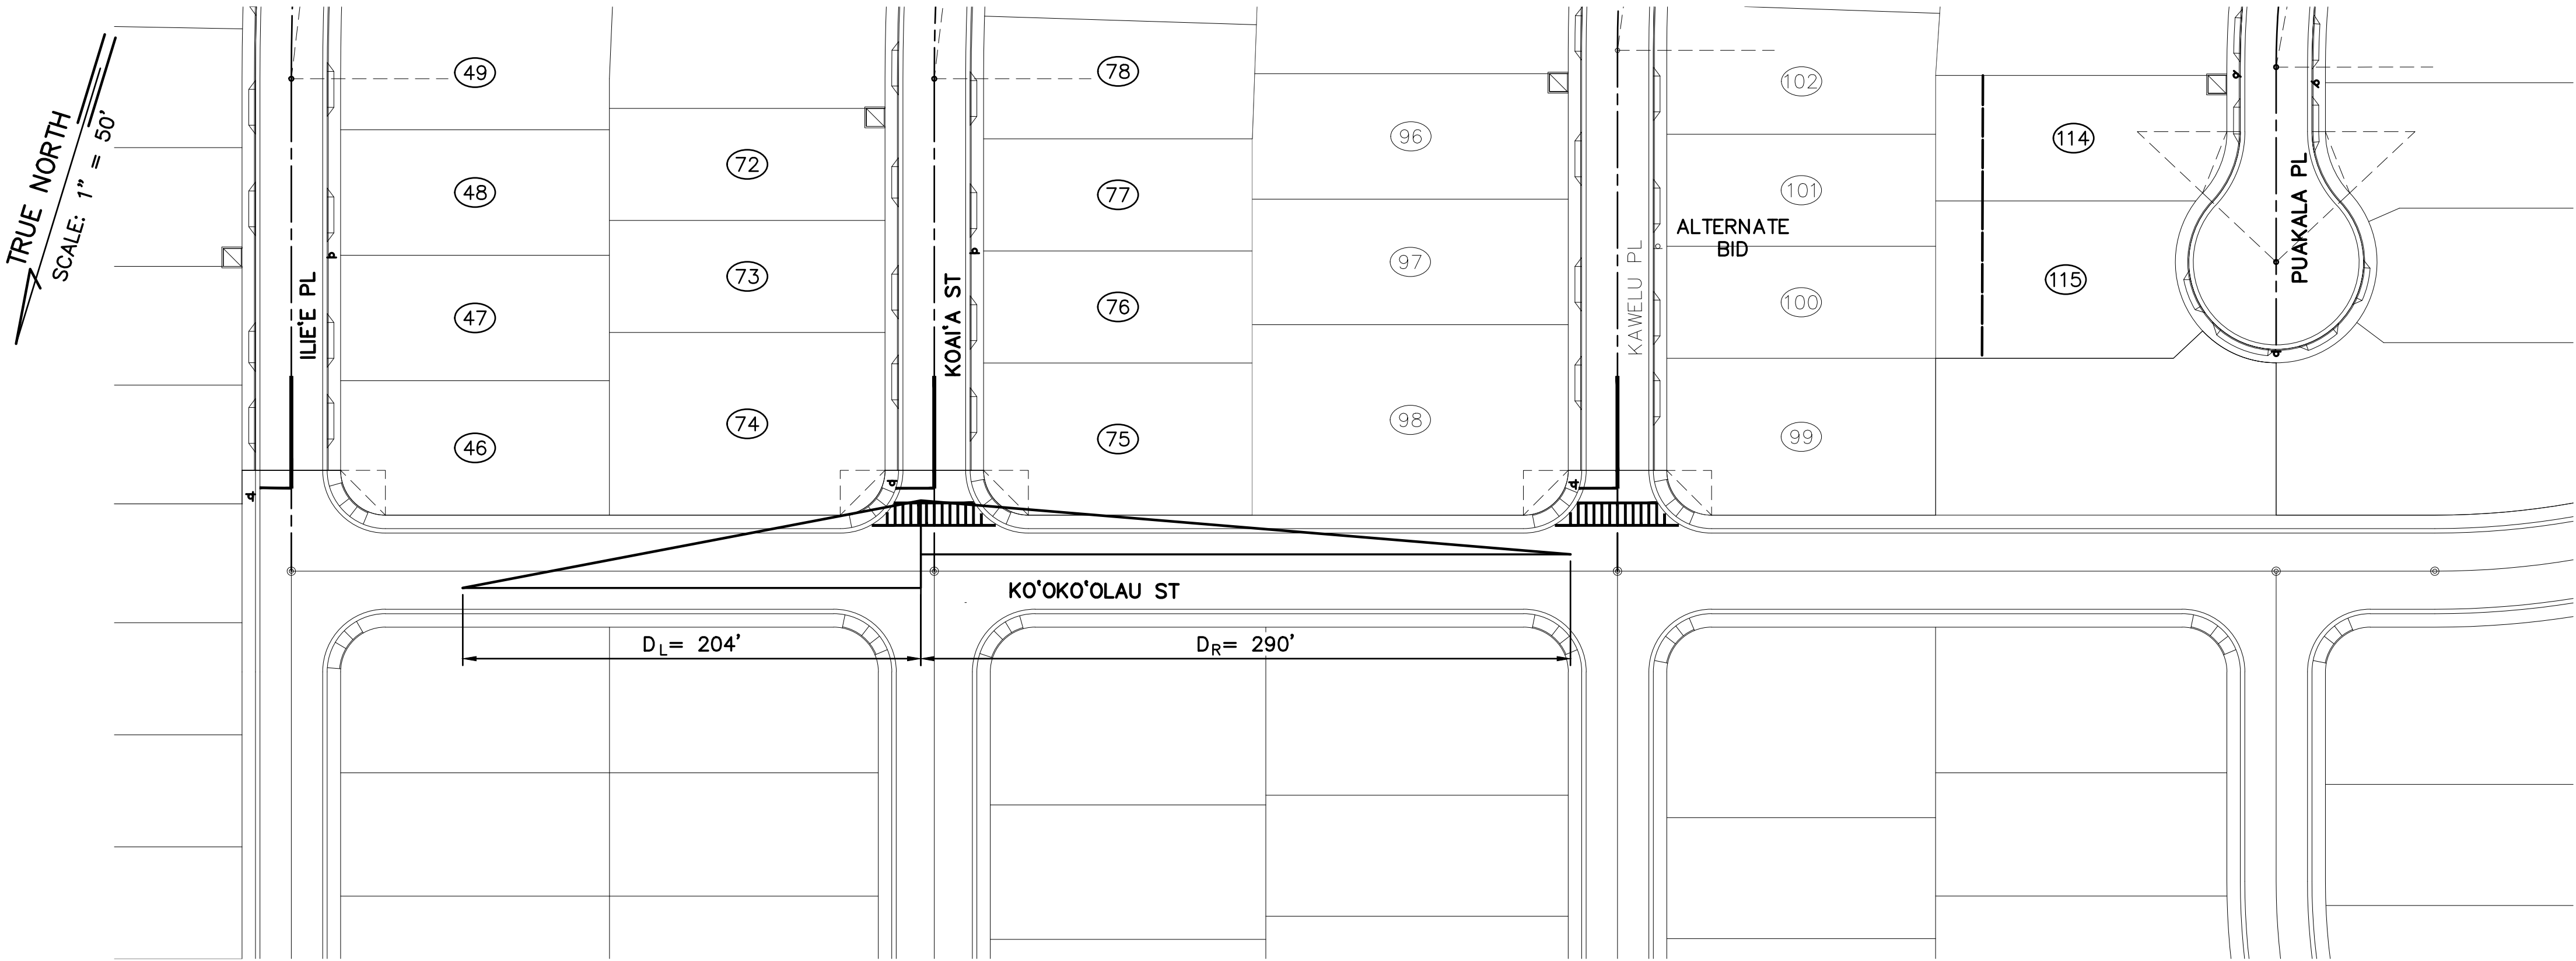 TRUE NORTH
SCALE: 1" = 50'
49
48
47
46
ILIE‘E PL
72
73
74
KOAI‘A ST
78
77
76
75
96
97
98
KAWELU PL
102
101
100
99
ALTERNATE
BID
114
115
PUAKALA PL
KO‘OKO‘OLAU ST
DL= 204'
DR= 290'